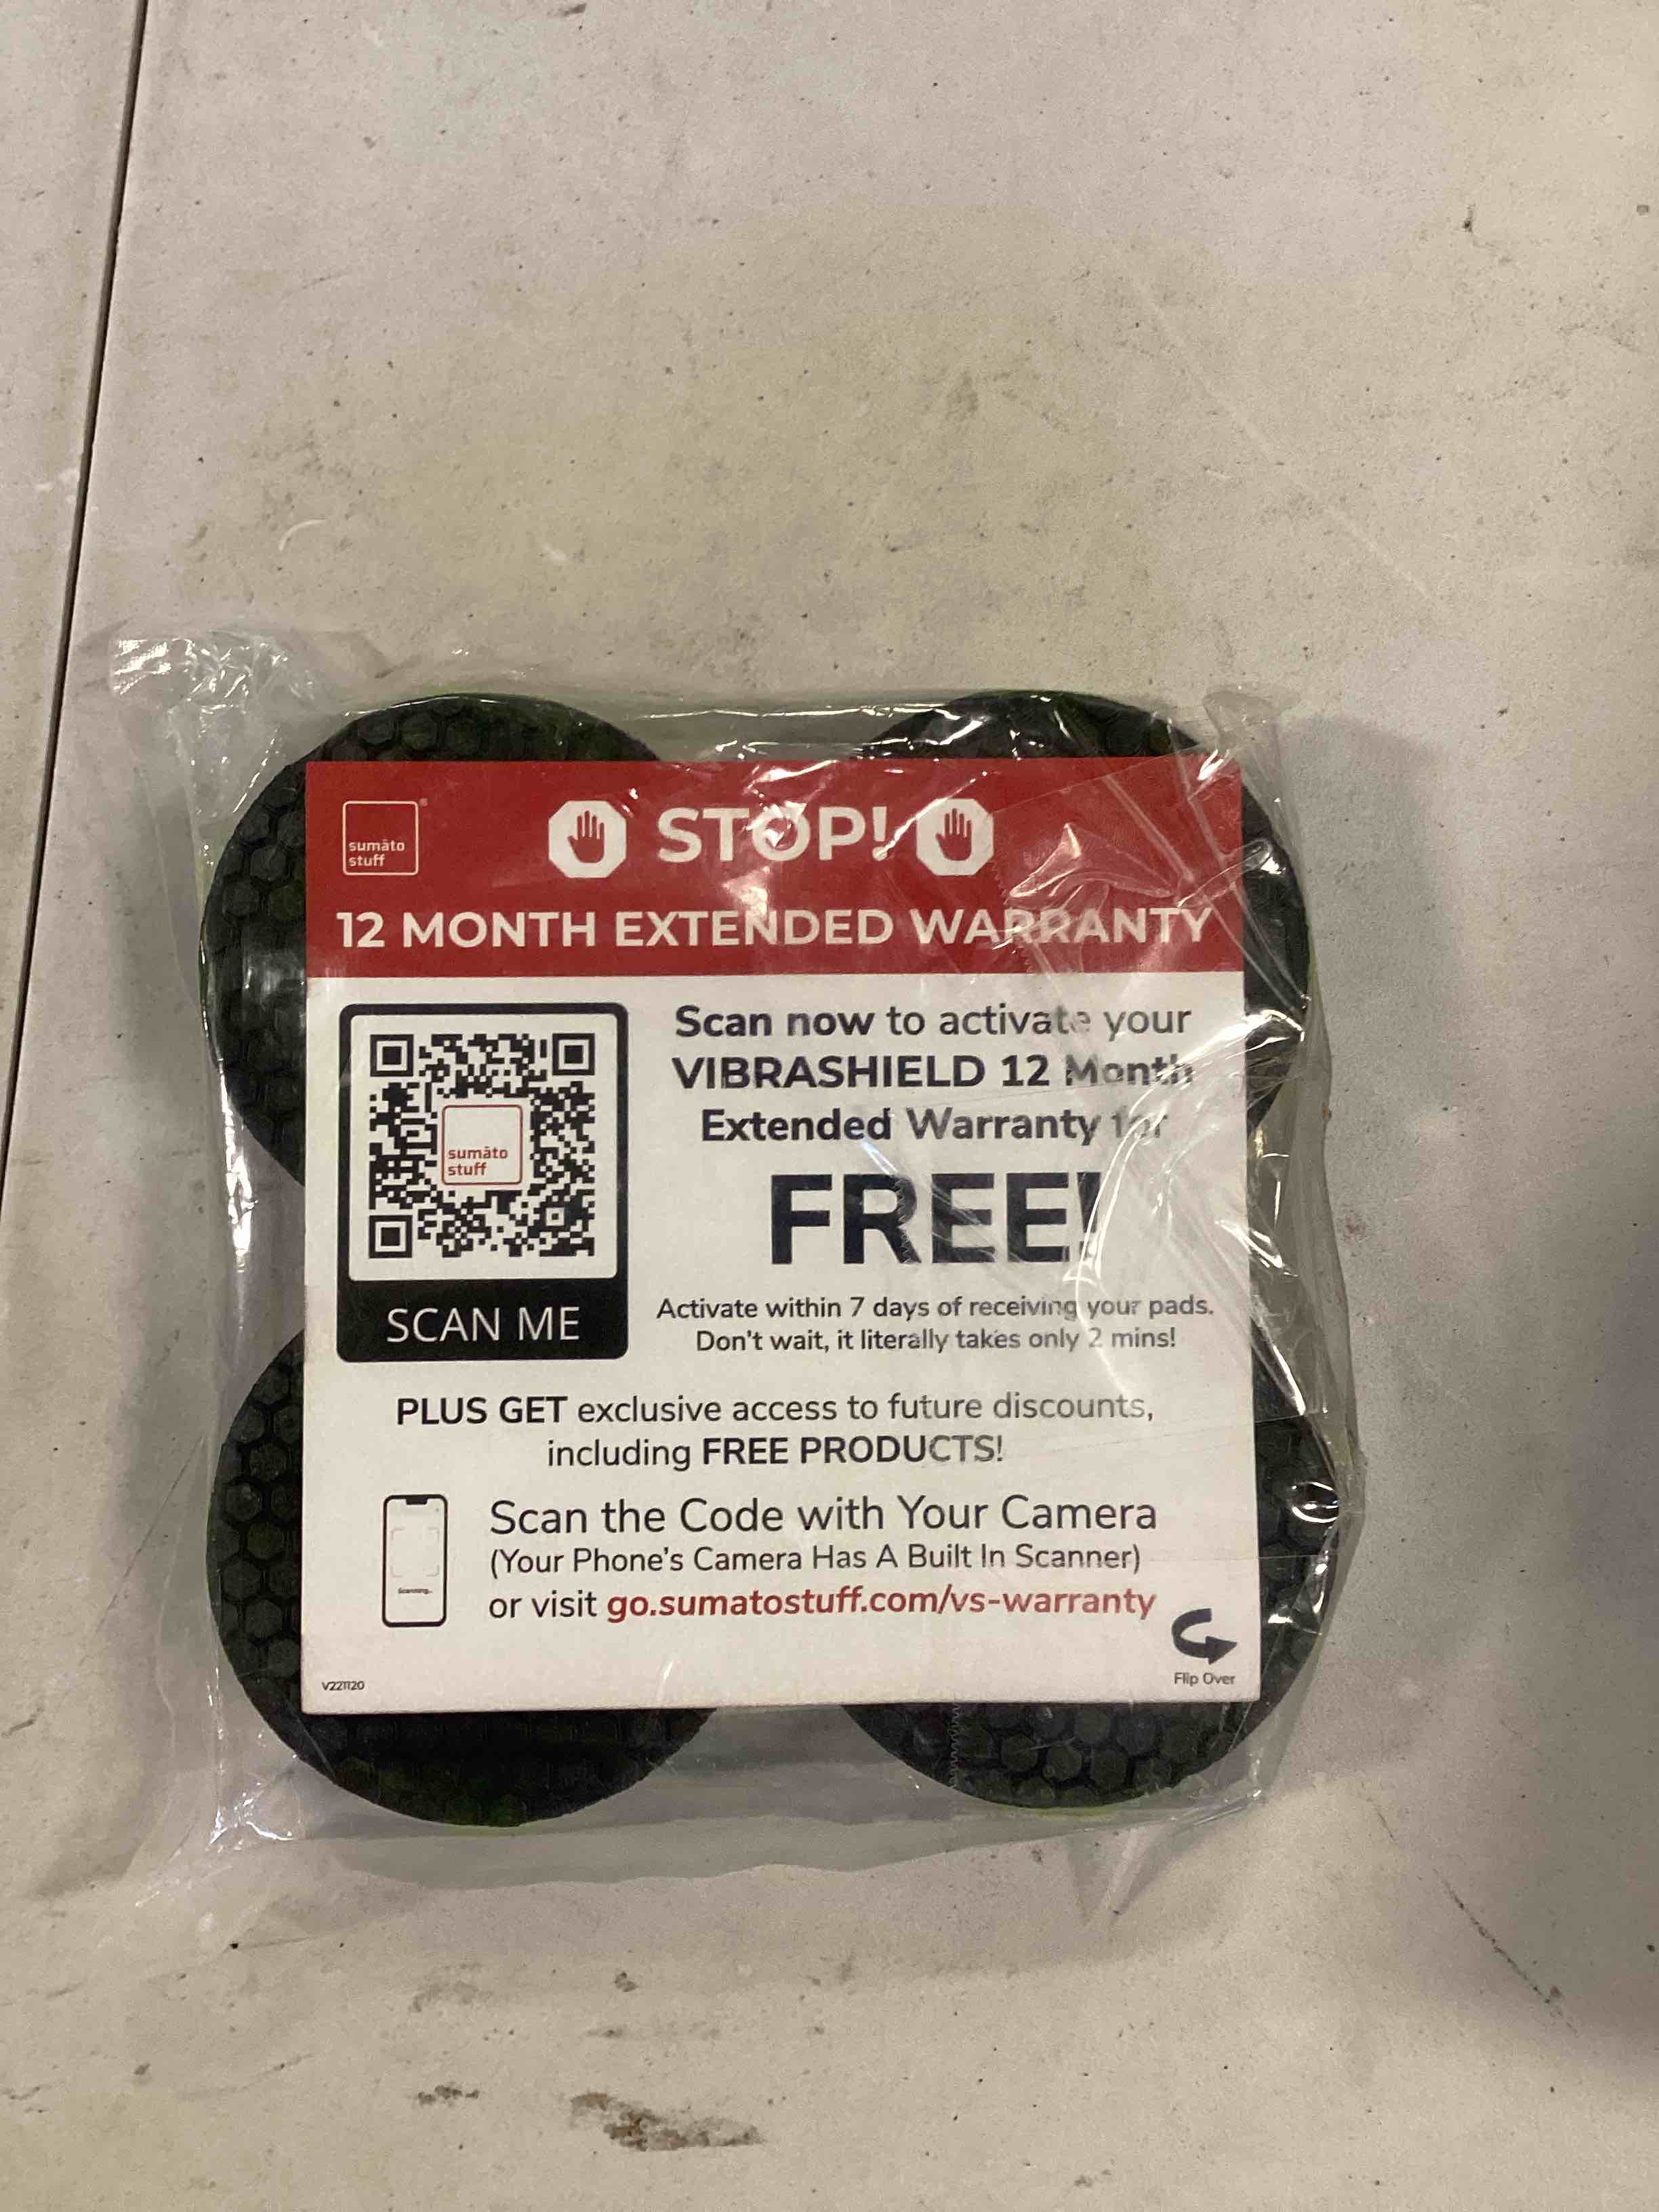 sumāto
stuff
STOP!
12 MONTH EXTENDED WARRANTY
sumāto
stuff
SCAN ME
Scan now to activate your
VIBRASHIELD 12 Month
Extended Warranty for
FREE!
Activate within 7 days of receiving your pads.
Don't wait, it literally takes only 2 mins!
PLUS GET exclusive access to future discounts,
including FREE PRODUCTS!
Scanning...
Scan the Code with Your Camera
(Your Phone's Camera Has A Built In Scanner)
or visit go.sumatostuff.com/vs-warranty
Flip Over
V221120